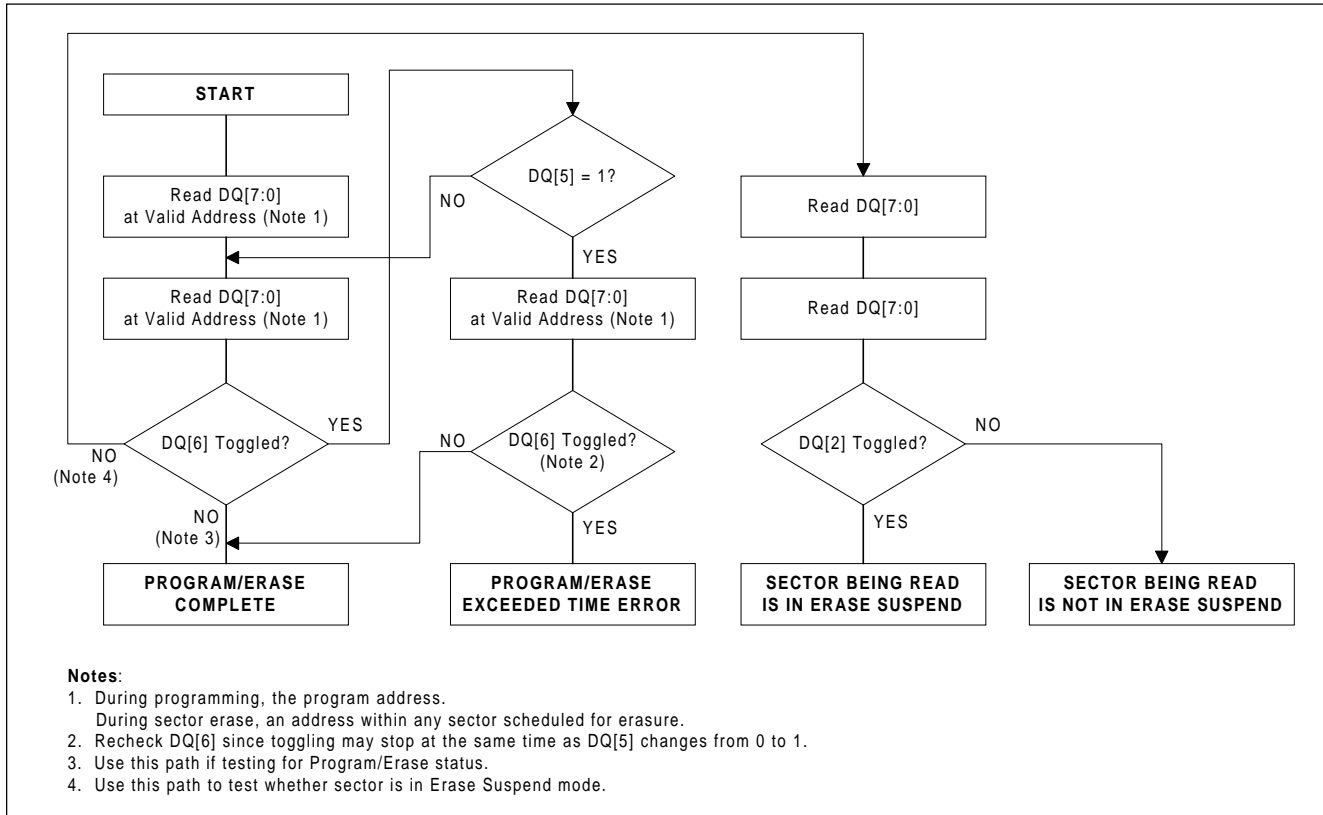 START
Read DQ[7:0]
at Valid Address (Note 1)
Read DQ[7:0]
at Valid Address (Note 1)
DQ[6] Toggled?
YES
NO
(Note 4)
NO
(Note 3)
PROGRAM/ERASE
COMPLETE
DQ[5] = 1?
NO
YES
Read DQ[7:0]
at Valid Address (Note 1)
DQ[6] Toggled?
(Note 2)
NO
YES
PROGRAM/ERASE
EXCEEDED TIME ERROR
Read DQ[7:0]
Read DQ[7:0]
DQ[2] Toggled?
NO
YES
SECTOR BEING READ
IS IN ERASE SUSPEND
SECTOR BEING READ
IS NOT IN ERASE SUSPEND
Notes:
1. During programming, the program address.
During sector erase, an address within any sector scheduled for erasure.
2. Recheck DQ[6] since toggling may stop at the same time as DQ[5] changes from 0 to 1.
3. Use this path if testing for Program/Erase status.
4. Use this path to test whether sector is in Erase Suspend mode.